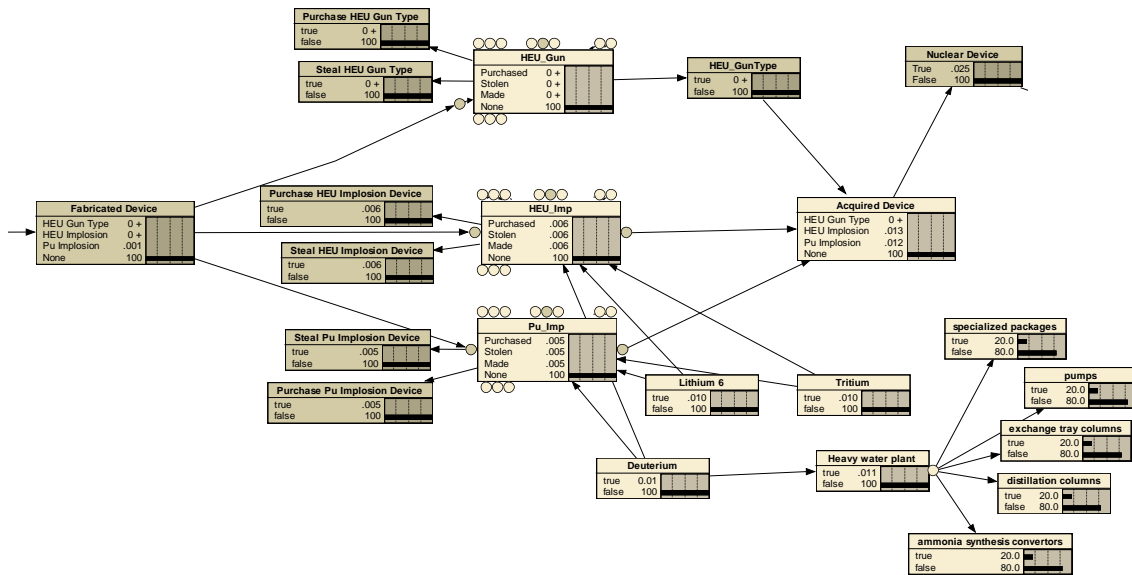 Purchase HEU Gun Type
true 0 +
false 100
Steal HEU Gun Type
true 0 +
false 100
HEU_Gun
Purchased 0 +
Stolen 0 +
Made 0 +
None 100
HEU_GunType
true 0 +
false 100
Nuclear Device
True .025
False 100
Fabricated Device
HEU Gun Type 0 +
HEU Implosion 0 +
Pu Implosion .001
None 100
Purchase HEU Implosion Device
true .006
false 100
Steal HEU Implosion Device
true .006
false 100
HEU_Imp
Purchased .006
Stolen .006
Made .006
None 100
Acquired Device
HEU Gun Type 0 +
HEU Implosion .013
Pu Implosion .012
None 100
Steal Pu Implosion Device
true .005
false 100
Purchase Pu Implosion Device
true .005
false 100
Pu_Imp
Purchased .005
Stolen .005
Made .005
None 100
Lithium 6
true .010
false 100
Tritium
true .010
false 100
Deuterium
true 0.01
false 100
Heavy water plant
true .011
false 100
specialized packages
true 20.0
false 80.0
pumps
true 20.0
false 80.0
exchange tray columns
true 20.0
false 80.0
distillation columns
true 20.0
false 80.0
ammonia synthesis convertors
true 20.0
false 80.0